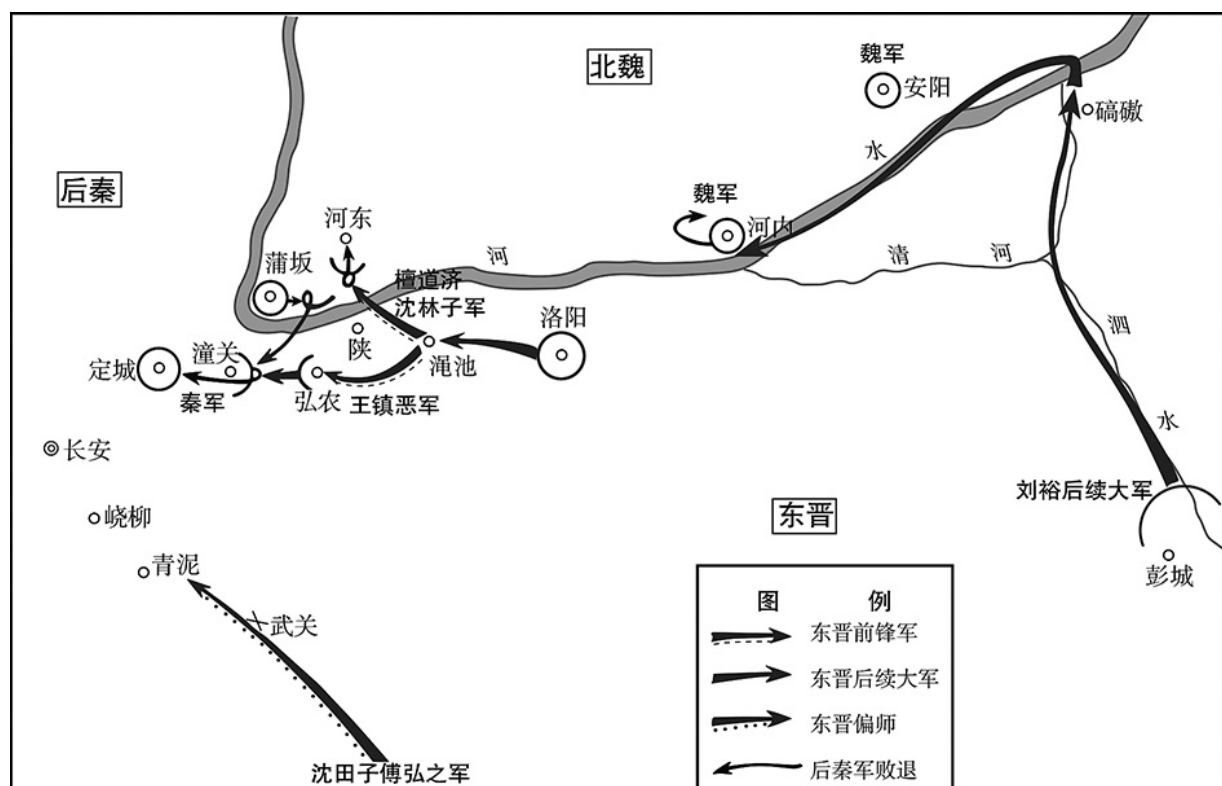 北魏
魏军
安阳
碻磝
水
后秦
河东
魏军
河内
蒲坂
河
清
河
檀道济
沈林子军
洛阳
泗
陕
渑池
潼关
定城
弘农
秦军
王镇恶军
水
长安
刘裕后续大军
东晋
峣柳
青泥
彭城
武关
图 例
东晋前锋军
东晋后续大军
东晋偏师
后秦军败退
沈田子傅弘之军